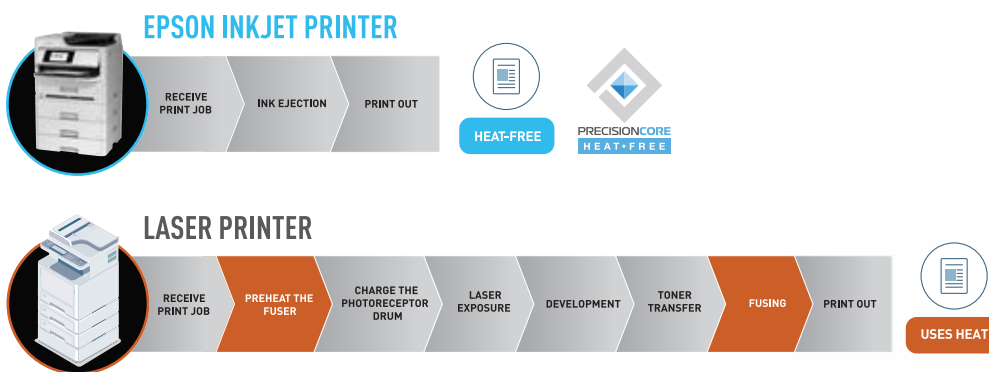 EPSON INKJET PRINTER
RECEIVE
PRINT JOB
INK EJECTION
PRINT OUT
HEAT-FREE
PRECISIONCORE
HEAT•FREE
LASER PRINTER
RECEIVE
PRINT JOB
PREHEAT THE
FUSER
CHARGE THE
PHOTORECEPTOR
DRUM
LASER
EXPOSURE
DEVELOPMENT
TONER
TRANSFER
FUSING
PRINT OUT
USES HEAT